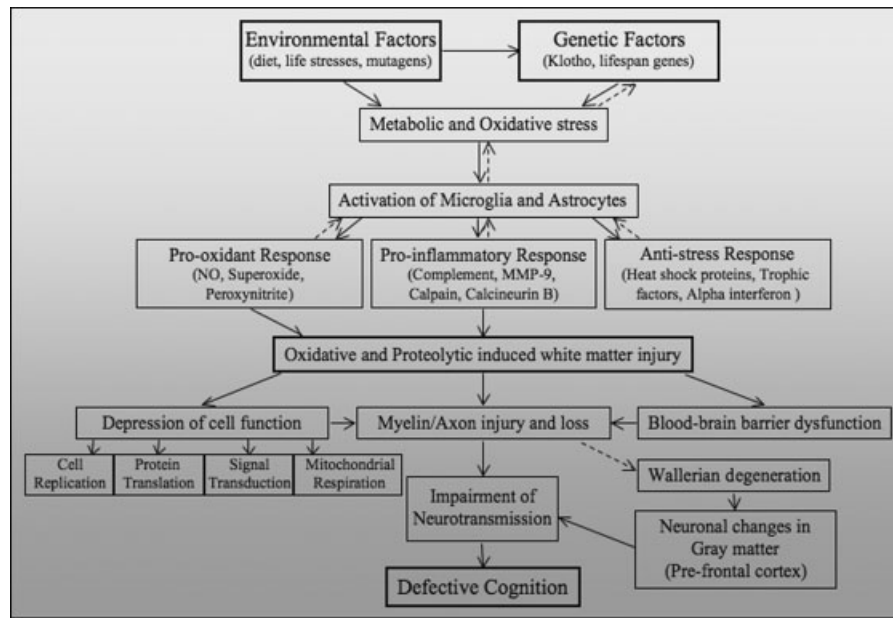 Environmental Factors
(diet, life stresses, mutagens)
Genetic Factors
(Klotho, lifespan genes)
Metabolic and Oxidative stress
Activation of Microglia and Astrocytes
Pro-oxidant Response
(NO, Superoxide,
Peroxynitrite)
Pro-inflammatory Response
(Complement, MMP-9,
Calpain, Calcineurin B)
Anti-stress Response
(Heat shock proteins, Trophic
factors, Alpha interferon )
Oxidative and Proteolytic induced white matter injury
Depression of cell function
Myelin/Axon injury and loss
Blood-brain barrier dysfunction
Cell
Replication
Protein
Translation
Signal
Transduction
Mitochondrial
Respiration
Wallerian degeneration
Impairment of
Neurotransmission
Neuronal changes in
Gray matter
(Pre-frontal cortex)
Defective Cognition